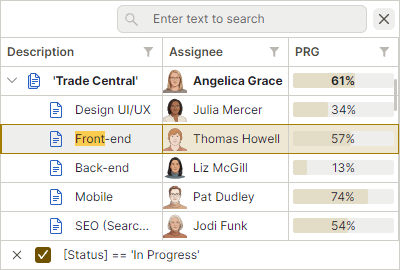 Enter text to search
Description Assignee PRG
'Trade Central' Angelica Grace 61%
Design UI/UX Julia Mercer 34%
Front-end Thomas Howell 57%
Back-end Liz McGill 13%
Mobile Pat Dudley 74%
SEO (Searc... Jodi Funk 54%
[Status] == 'In Progress'